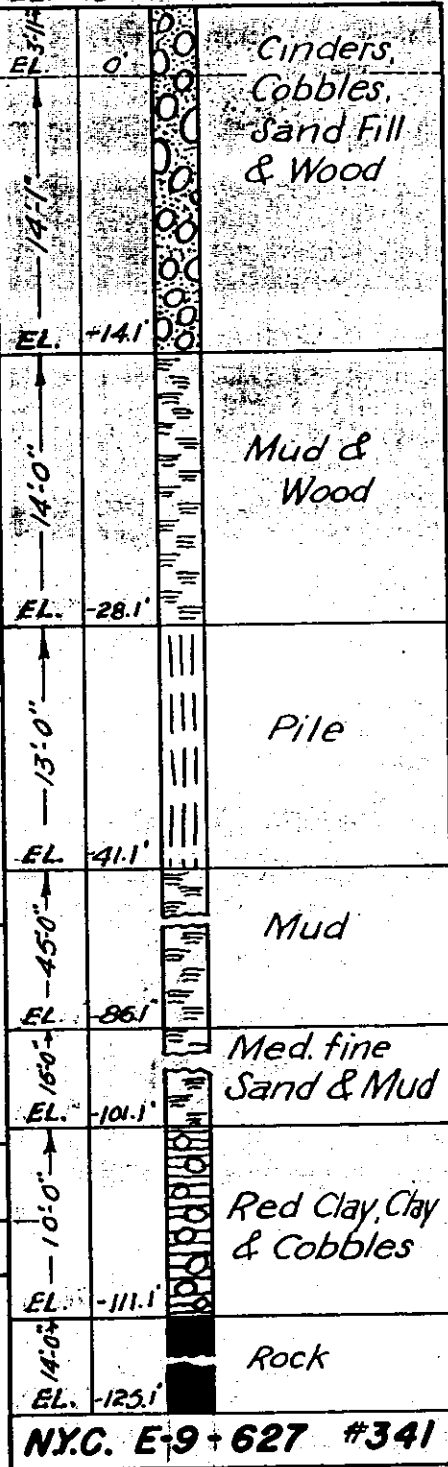 EL. 0'
Cinders,
Cobbles,
Sand Fill
& Wood
14'-1"
EL. -14.1'
Mud &
Wood
14'-0"
EL. -28.1'
Pile
13'-0"
EL. -41.1'
Mud
45'-0"
EL. -86.1'
Med. fine
Sand & Mud
EL. -101.1'
Red Clay, Clay
& Cobbles
10'-0"
EL. -111.1'
Rock
14'-0"
EL. -125.1'
N.Y.C. E-9-627 #341